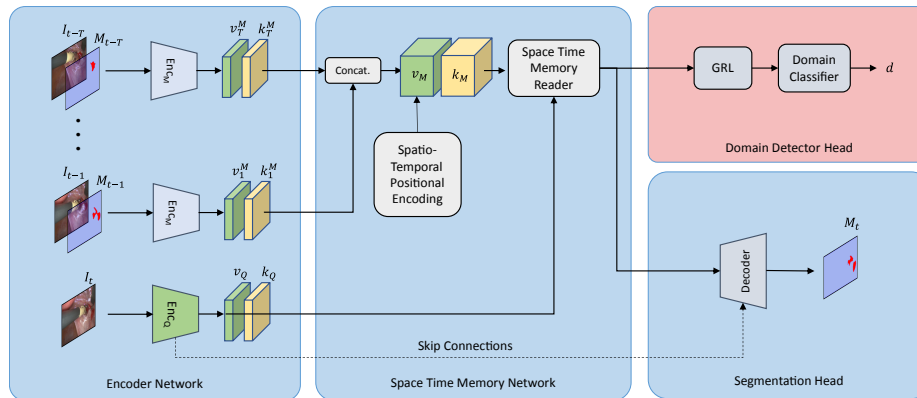 I_{t-T}
M_{t-T}
Enc_M
v_T^M
k_T^M
I_{t-1}
M_{t-1}
Enc_M
v_1^M
k_1^M
I_t
Enc_Q
v_Q
k_Q
Encoder Network
Concat.
v_M
k_M
Space Time
Memory
Reader
Spatio-
Temporal
Positional
Encoding
Skip Connections
Space Time Memory Network
GRL
Domain
Classifier
d
Domain Detector Head
Decoder
M_t
Segmentation Head